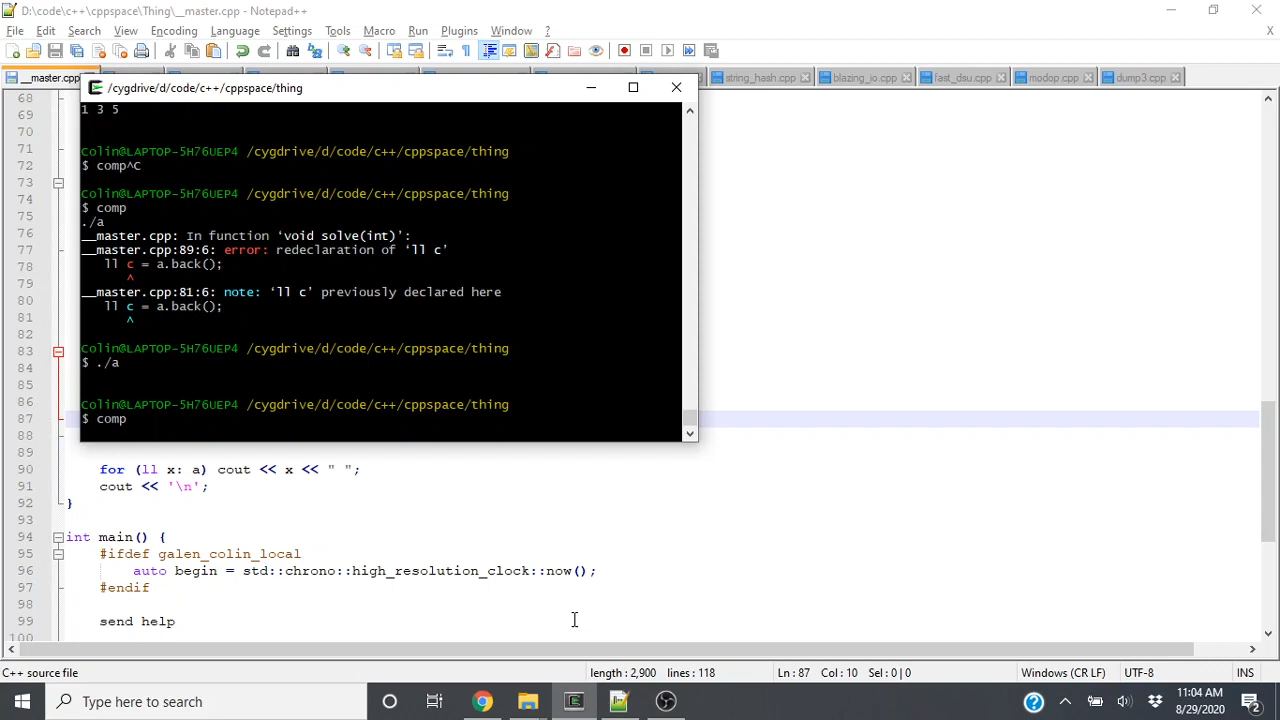 D:\code\c++\cppspace\Thing\__master.cpp - Notepad++
File Edit Search View Encoding Language Settings Tools Macro Run Plugins Window ?
X
__master.cpp string_hash.cpp blazing_io.cpp fast_dsu.cpp modop.cpp dump3.cpp
/cygdrive/d/code/c++/cppspace/thing
1 3 5
Colin@LAPTOP-5H76UEP4 /cygdrive/d/code/c++/cppspace/thing
$ comp^C
Colin@LAPTOP-5H76UEP4 /cygdrive/d/code/c++/cppspace/thing
$ comp
./a
__master.cpp: In function ‘void solve(int)’:
__master.cpp:89:6: error: redeclaration of ‘ll c’
ll c = a.back();
^
__master.cpp:81:6: note: ‘ll c’ previously declared here
ll c = a.back();
^
Colin@LAPTOP-5H76UEP4 /cygdrive/d/code/c++/cppspace/thing
$ ./a
Colin@LAPTOP-5H76UEP4 /cygdrive/d/code/c++/cppspace/thing
$ comp
68
69
70
71
72
73
74
75
76
77
78
79
80
81
82
83
84
85
86
87
88
89
90 for (ll x: a) cout << x << " ";
91 cout << '\n';
92 }
93
94 int main() {
95 #ifdef galen_colin_local
96 auto begin = std::chrono::high_resolution_clock::now();
97 #endif
98
99 send help
100
C++ source file length : 2,900 lines : 118 Ln : 87 Col : 10 Sel : 0 | 0 Windows (CR LF) UTF-8 INS
Type here to search
11:04 AM
8/29/2020
2